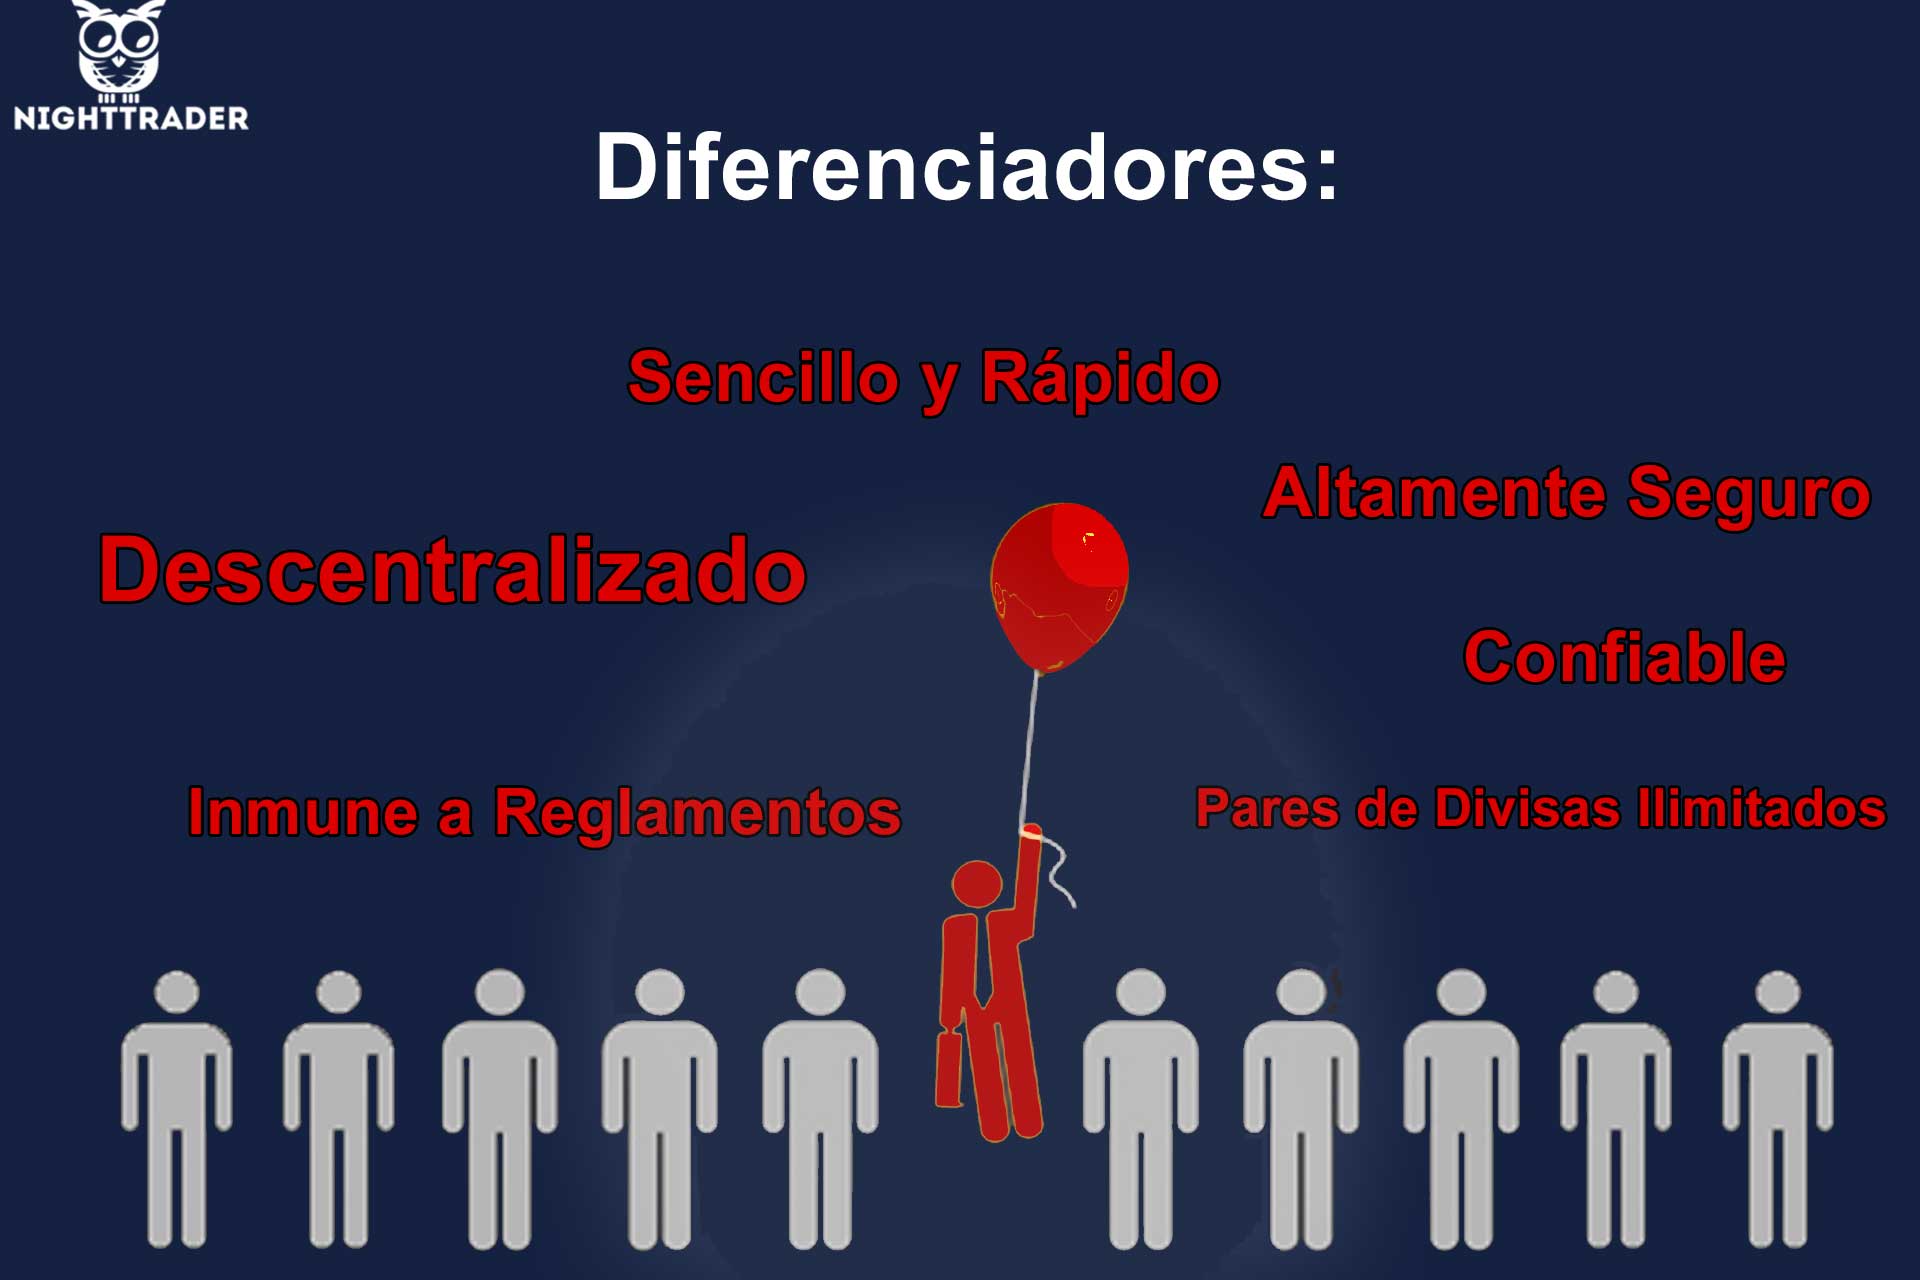 NIGHTTRADER
Diferenciadores:
Sencillo y Rápido
Altamente Seguro
Descentralizado
Confiable
Inmune a Reglamentos
Pares de Divisas Ilimitados